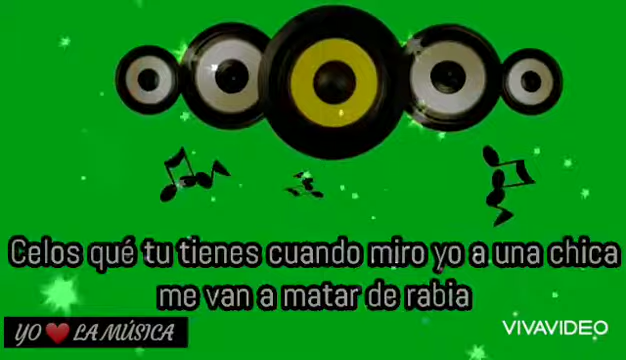 Celos qué tu tienes cuando miro yo a una chica
me van a matar de rabia
YO ❤️ LA MÚSICA
VIVAVIDEO